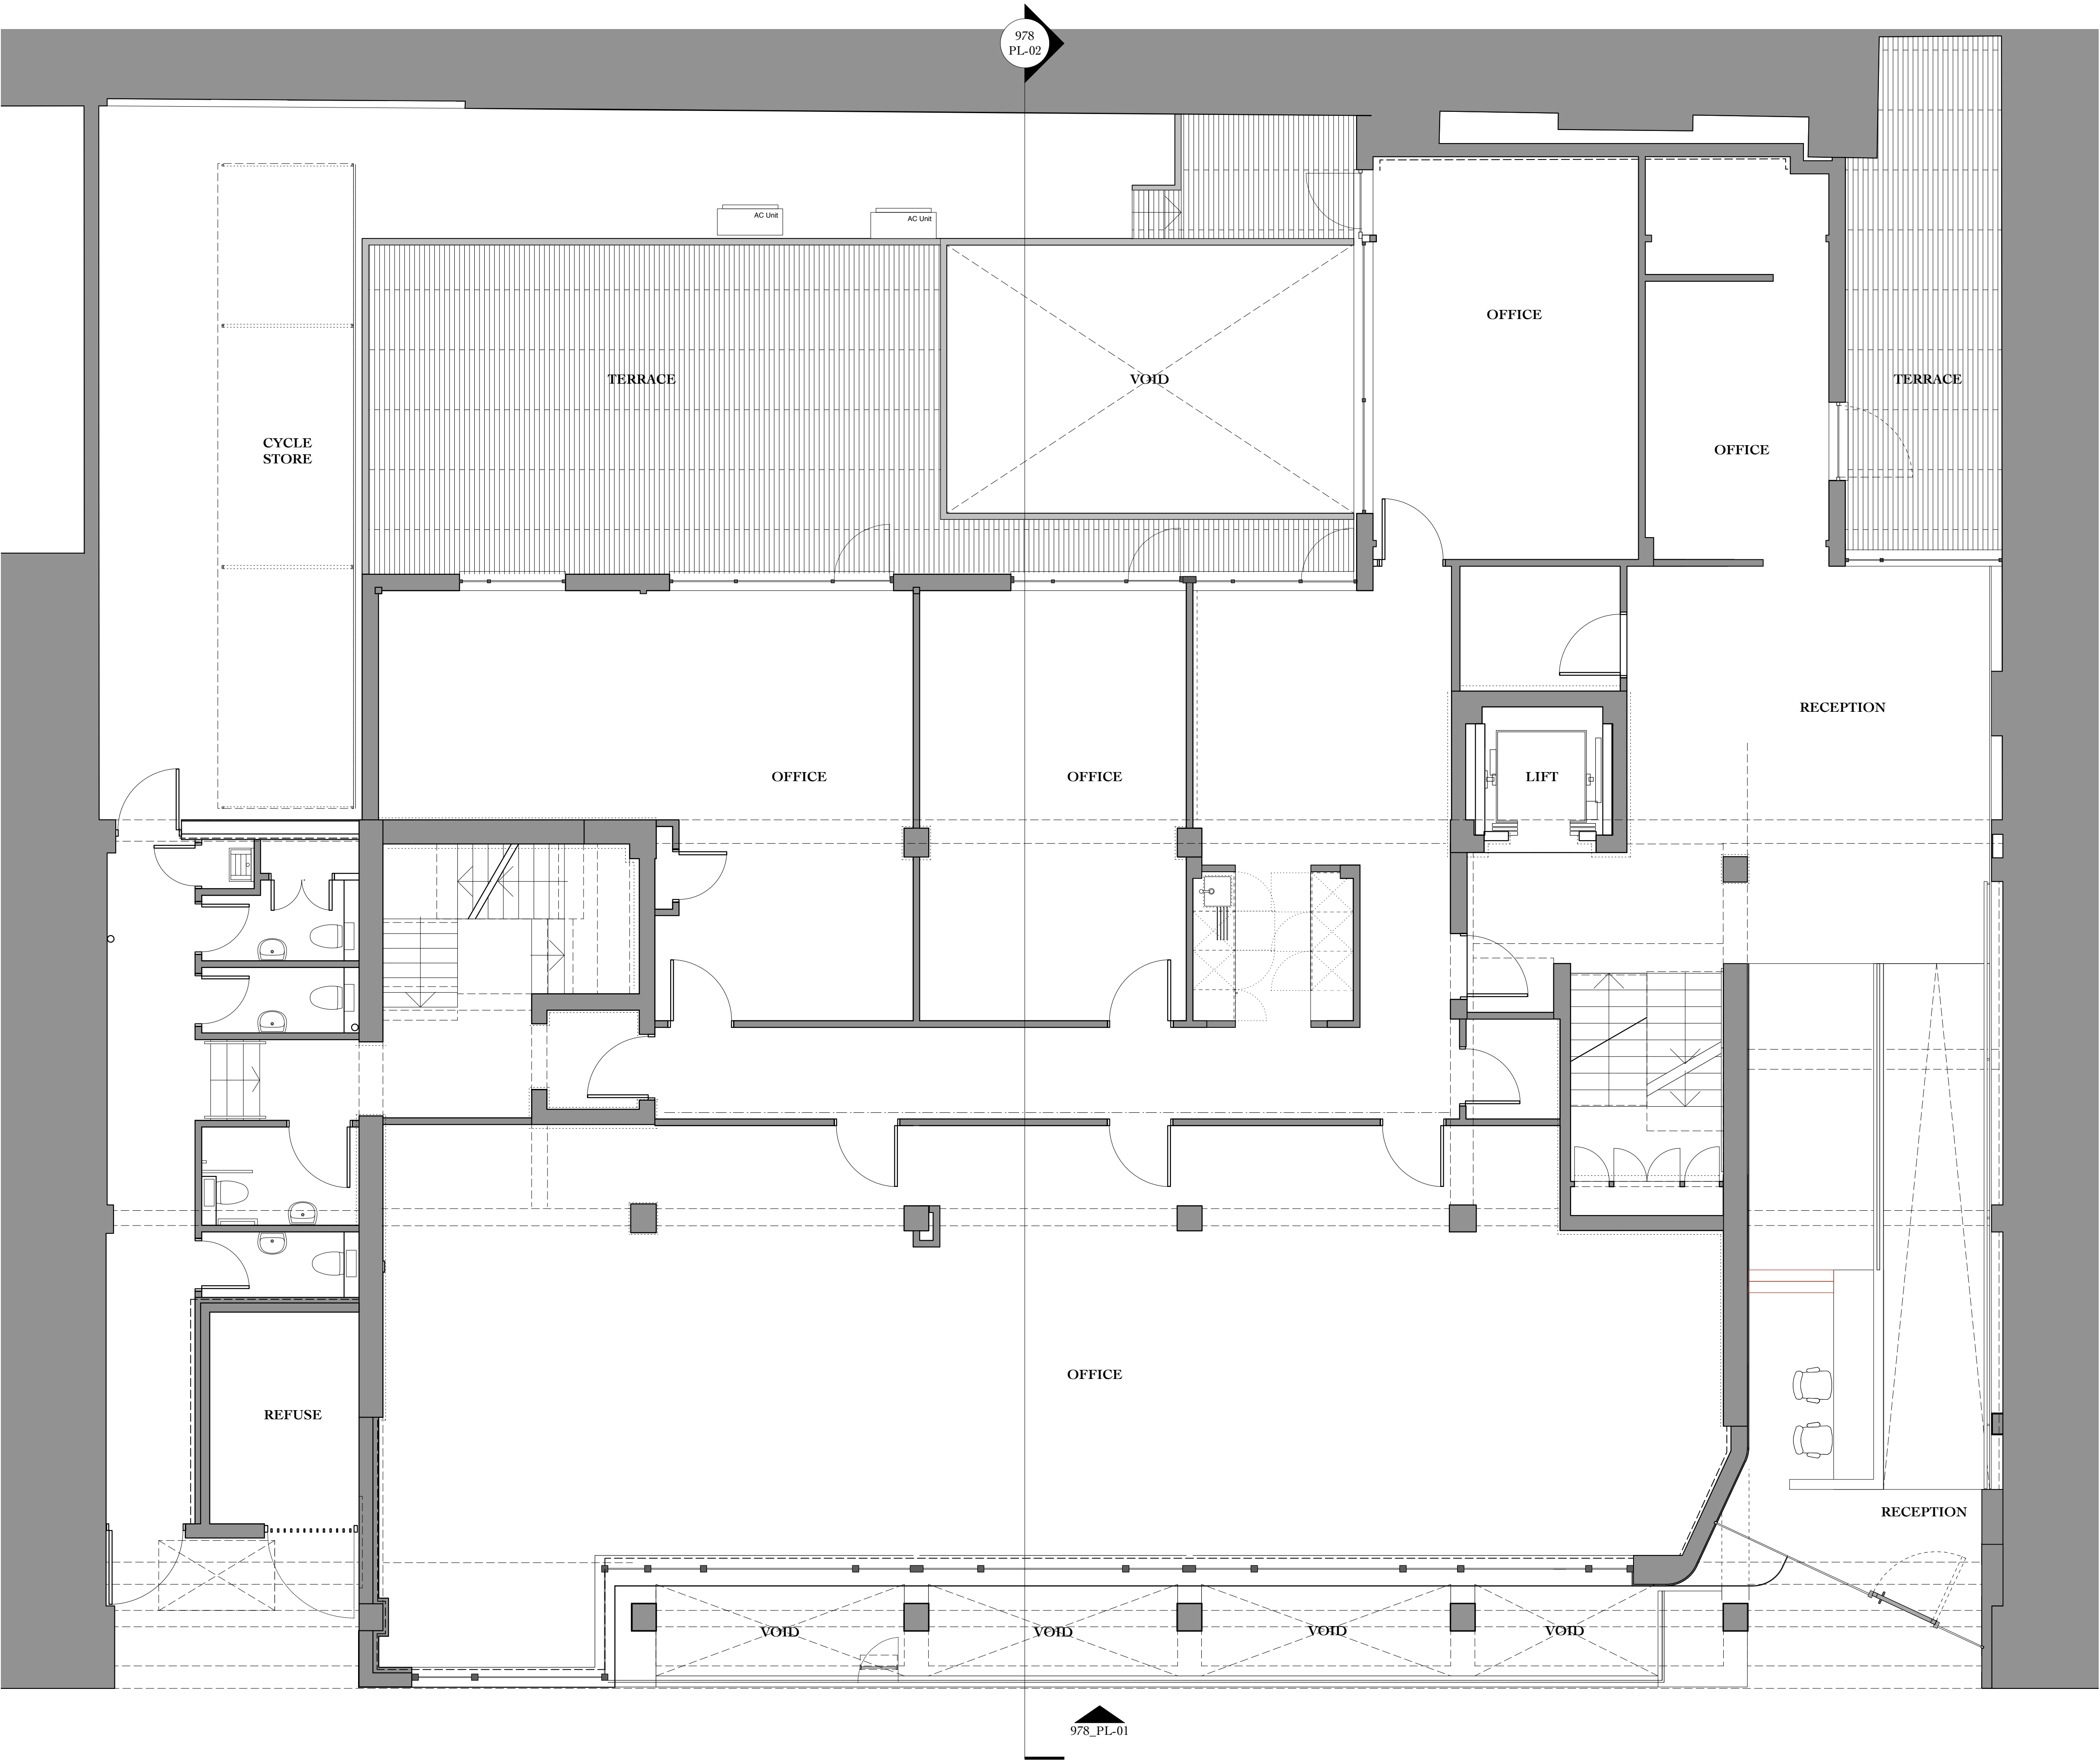 978
PL-02
AC Unit
AC Unit
OFFICE
TERRACE
VOID
TERRACE
CYCLE
STORE
OFFICE
RECEPTION
OFFICE
OFFICE
LIFT
OFFICE
REFUSE
RECEPTION
VOID
VOID
VOID
VOID
978_PL-01